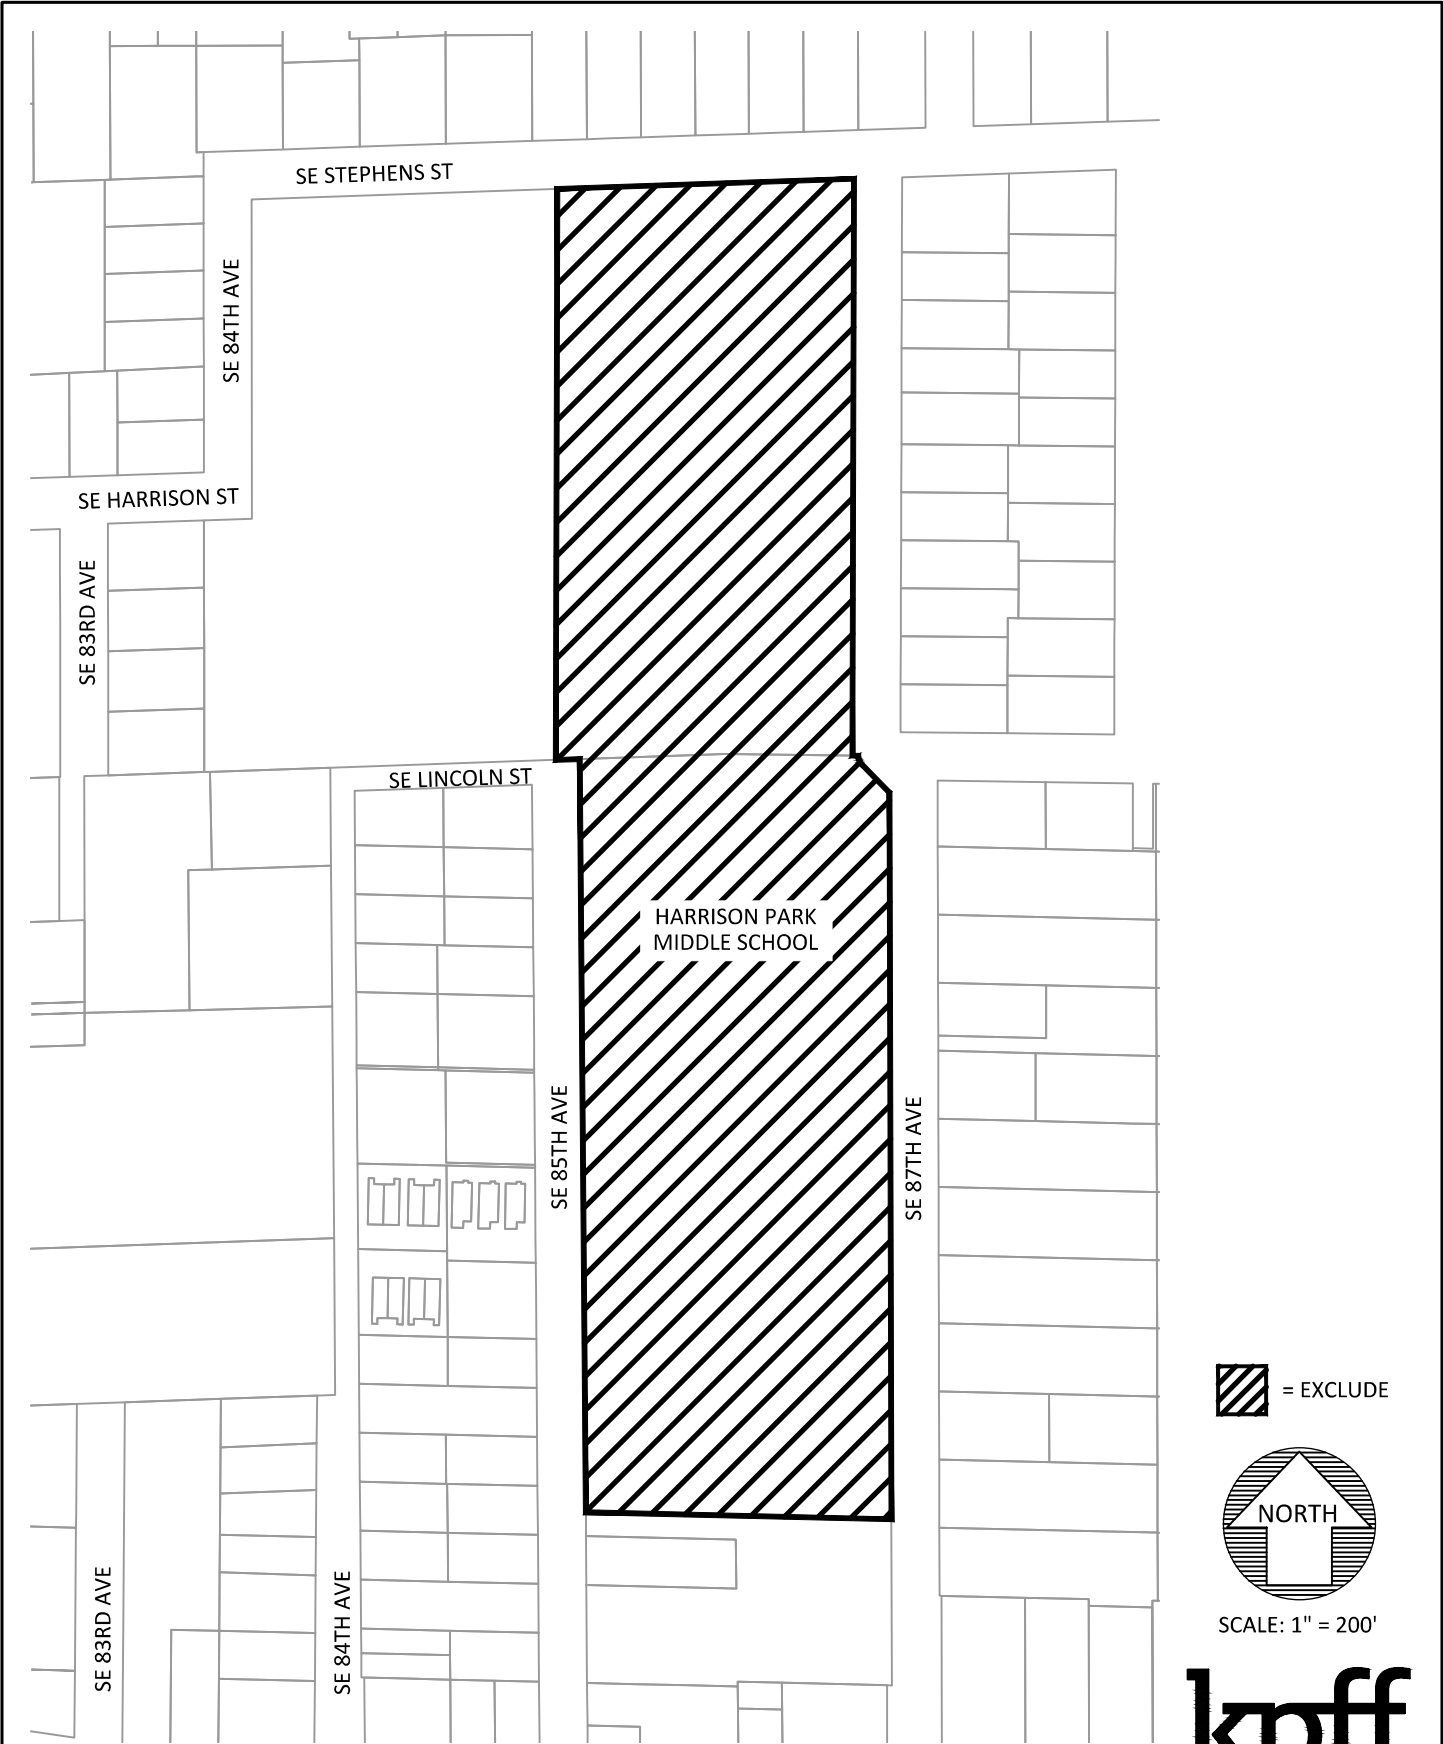 SE STEPHENS ST
SE 84TH AVE
SE HARRISON ST
SE 83RD AVE
SE LINCOLN ST
HARRISON PARK
MIDDLE SCHOOL
SE 85TH AVE
SE 87TH AVE
= EXCLUDE
NORTH
SE 83RD AVE
SE 84TH AVE
SCALE: 1" = 200'
kpff